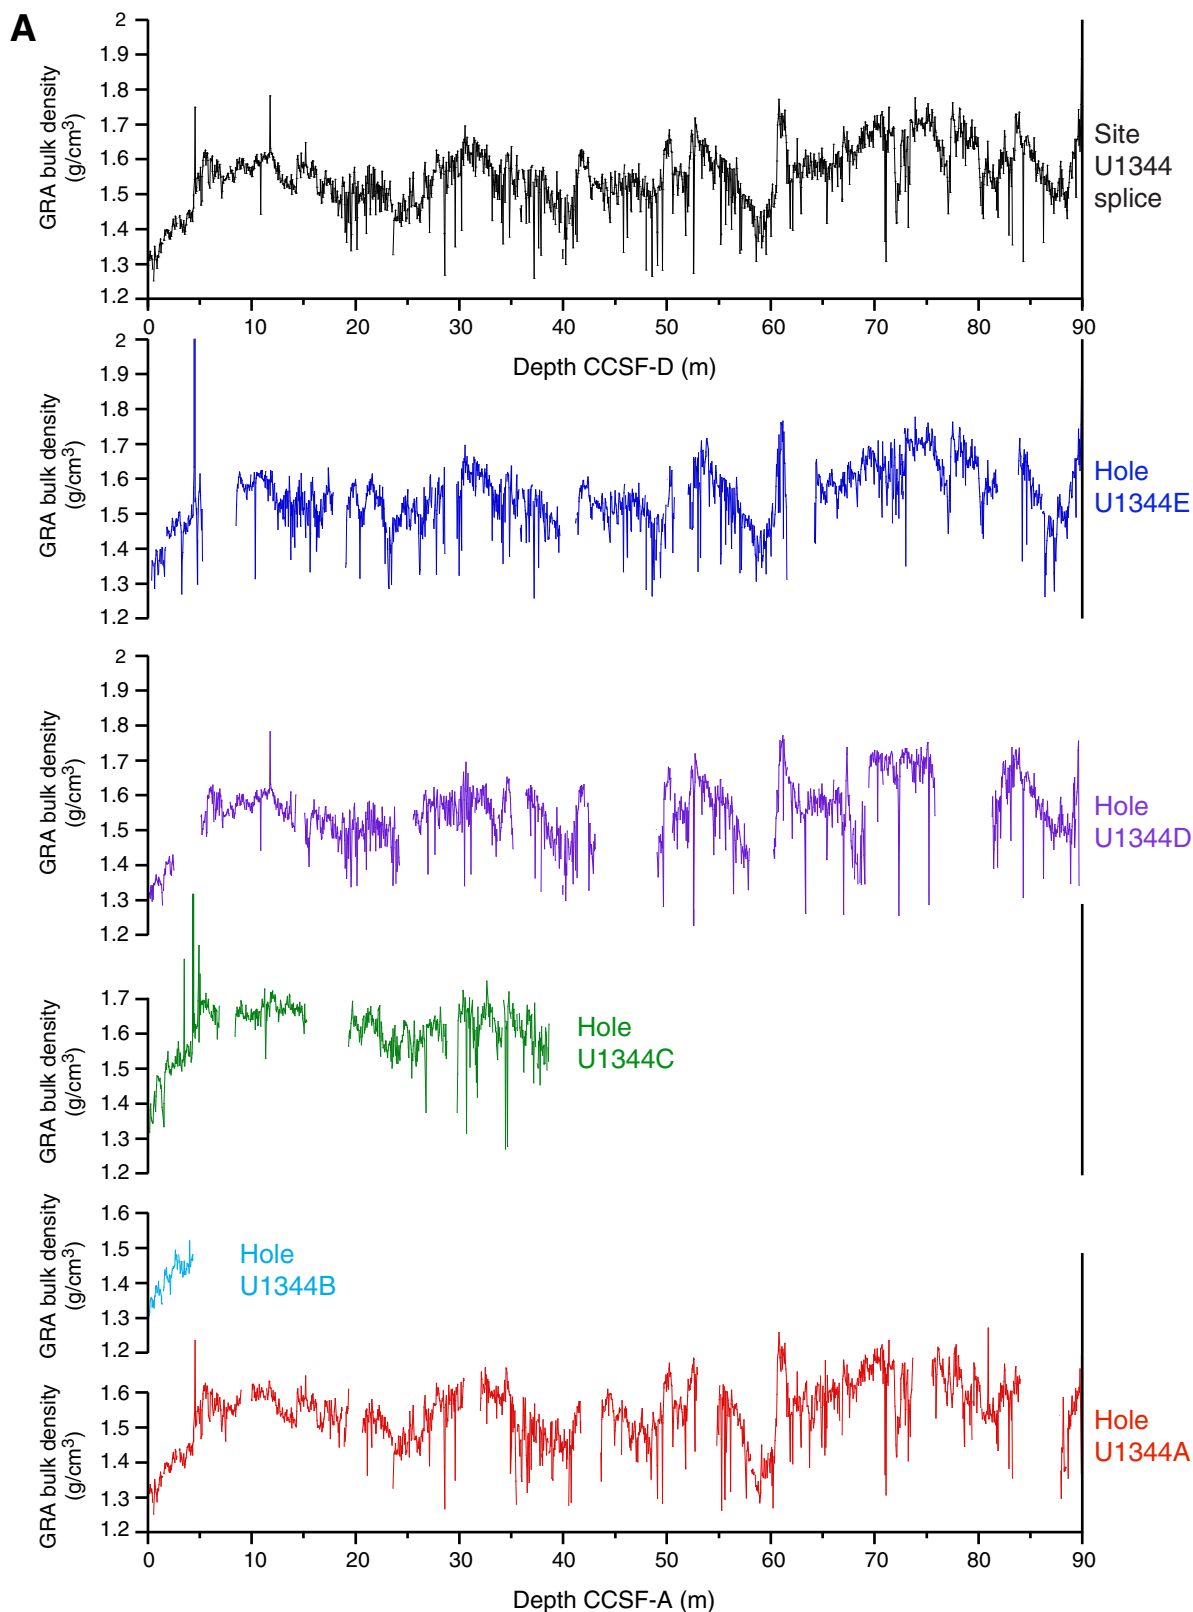 A
2
1.9
1.8
1.7
1.6
1.5
1.4
1.3
1.2
GRA bulk density
(g/cm3)
Site
U1344
splice
0 10 20 30 40 50 60 70 80 90
Depth CCSF-D (m)
2
1.9
1.8
1.7
1.6
1.5
1.4
1.3
1.2
GRA bulk density
(g/cm3)
Hole
U1344E
2
1.9
1.8
1.7
1.6
1.5
1.4
1.3
1.2
GRA bulk density
(g/cm3)
Hole
U1344D
1.7
1.6
1.5
1.4
1.3
1.2
GRA bulk density
(g/cm3)
Hole
U1344C
1.6
1.5
1.4
1.3
1.2
GRA bulk density
(g/cm3)
Hole
U1344B
1.6
1.5
1.4
1.3
1.2
GRA bulk density
(g/cm3)
Hole
U1344A
0 10 20 30 40 50 60 70 80 90
Depth CCSF-A (m)